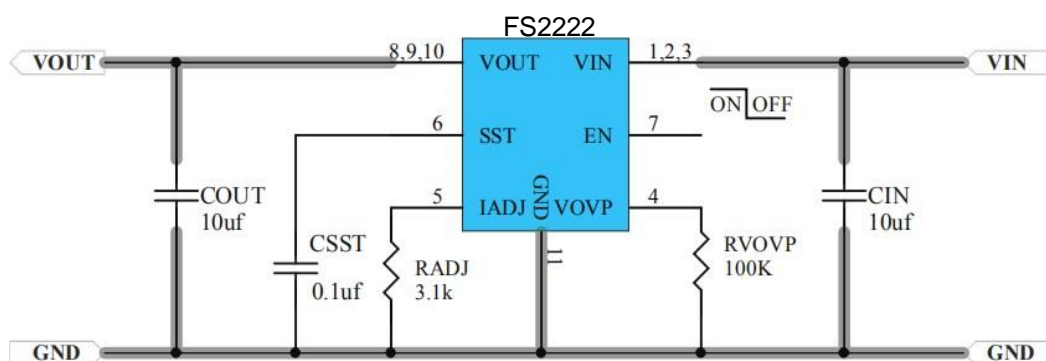 FS2222
VOUT 8,9,10 VOUT VIN 1,2,3 VIN
ON OFF
6 SST EN 7
COUT
10uf
5 IADJ GND VOVP 4
CIN
10uf
CSST
0.1uf
RADJ
3.1k
11
RVOVP
100K
GND GND